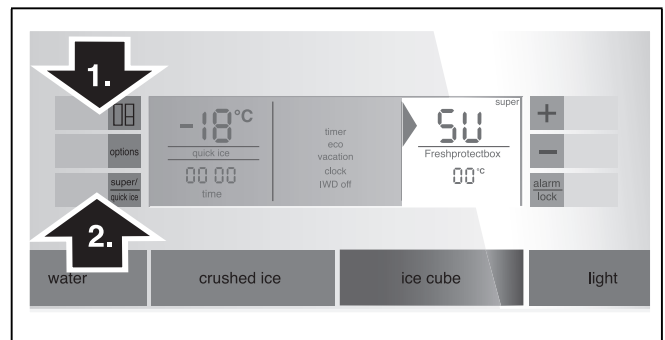 1.
-18°C
quick ice
00 00
time
timer
eco
vacation
clock
IWD off
super
SU
Freshprotectbox
00°C
options
super/
quick ice
+
-
alarm
lock
2.
water
crushed ice
ice cube
light